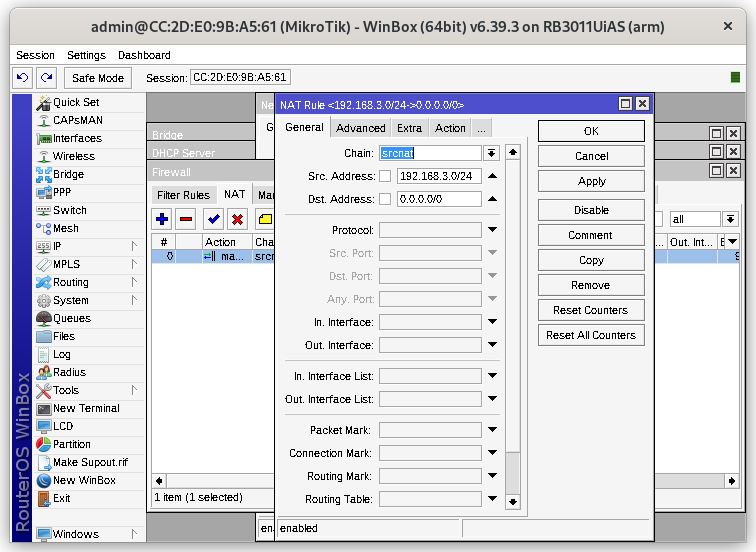 admin@CC:2D:E0:9B:A5:61 (MikroTik) - WinBox (64bit) v6.39.3 on RB3011UiAS (arm)
Session Settings Dashboard
Safe Mode Session: CC:2D:E0:9B:A5:61
RouterOS WinBox
Quick Set
CAPsMAN
Interfaces
Wireless
Bridge
PPP
Switch
Mesh
IP
MPLS
Routing
System
Queues
Files
Log
Radius
Tools
New Terminal
LCD
Partition
Make Supout.rif
New WinBox
Exit
Windows
Bridge
DHCP Server
Firewall
Filter Rules NAT Ma
all
# Action Cha
... Out. Int... B
0 ma... srcn
1 item (1 selected)
Ne
G
en
NAT Rule <192.168.3.0/24->0.0.0.0/0>
General Advanced Extra Action ...
Chain: srcnat
Src. Address: 192.168.3.0/24
Dst. Address: 0.0.0.0/0
Protocol:
Src. Port:
Dst. Port:
Any. Port:
In. Interface:
Out. Interface:
In. Interface List:
Out. Interface List:
Packet Mark:
Connection Mark:
Routing Mark:
Routing Table:
enabled
OK
Cancel
Apply
Disable
Comment
Copy
Remove
Reset Counters
Reset All Counters